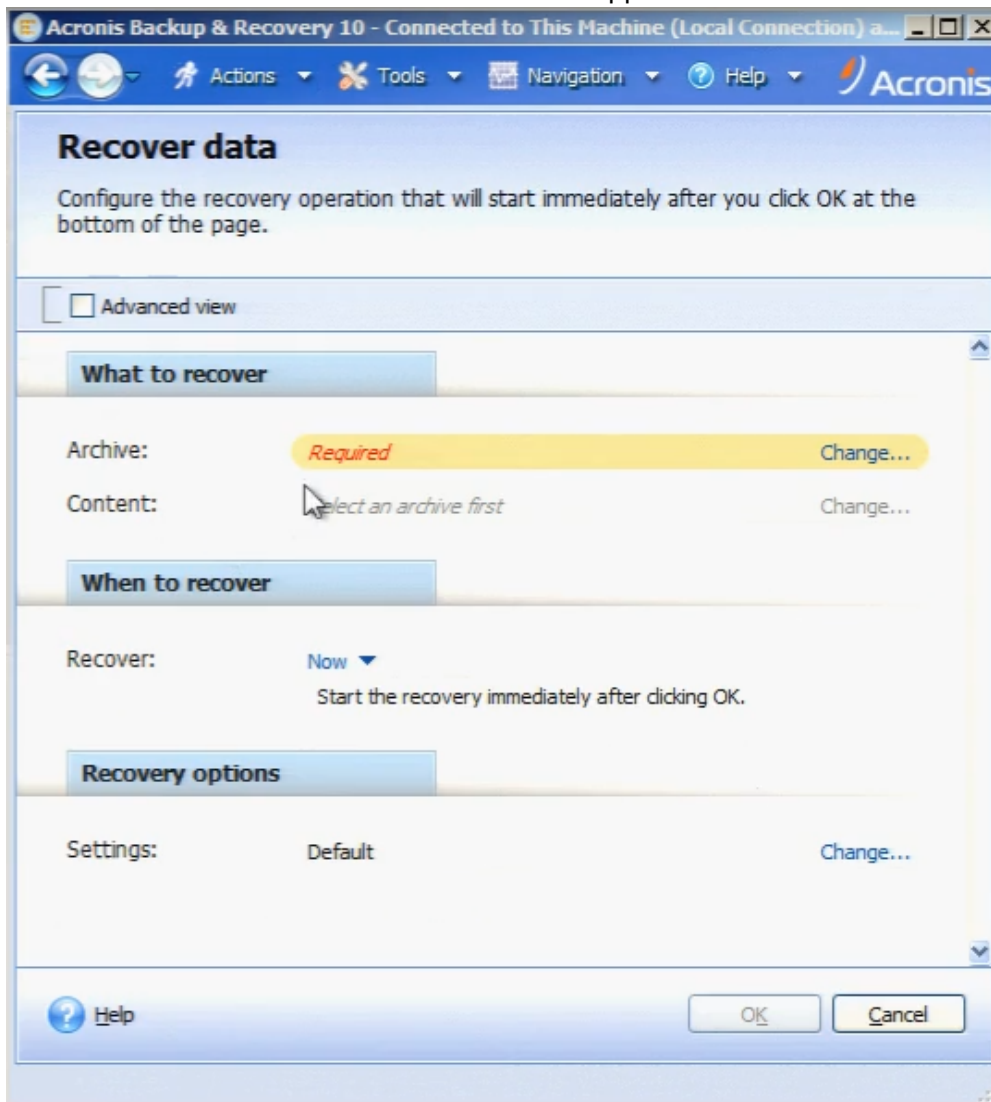 Acronis Backup & Recovery 10 - Connected to This Machine (Local Connection) a...
Actions Tools Navigation Help Acronis
Recover data
Configure the recovery operation that will start immediately after you click OK at the
bottom of the page.
Advanced view
What to recover
Archive: Required Change...
Content: Select an archive first Change...
When to recover
Recover: Now
Start the recovery immediately after clicking OK.
Recovery options
Settings: Default Change...
Help OK Cancel